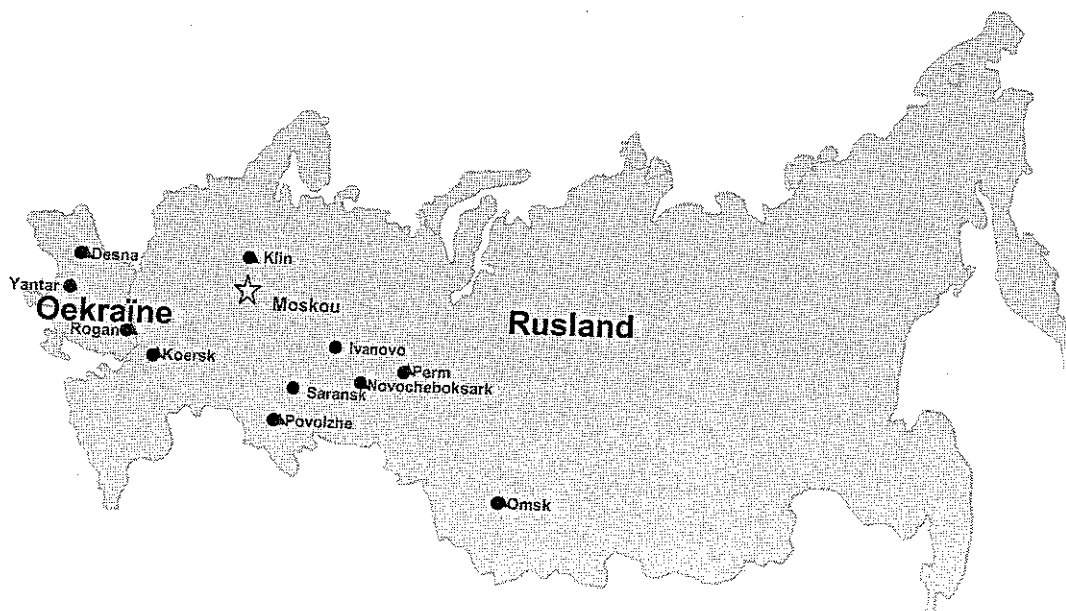 Desna
Klin
Yantar
Moskou
Oekraïne
Rusland
Rogan
Koersk
Ivanovo
Perm
Novocheboksark
Saransk
Povolzhe
Omsk